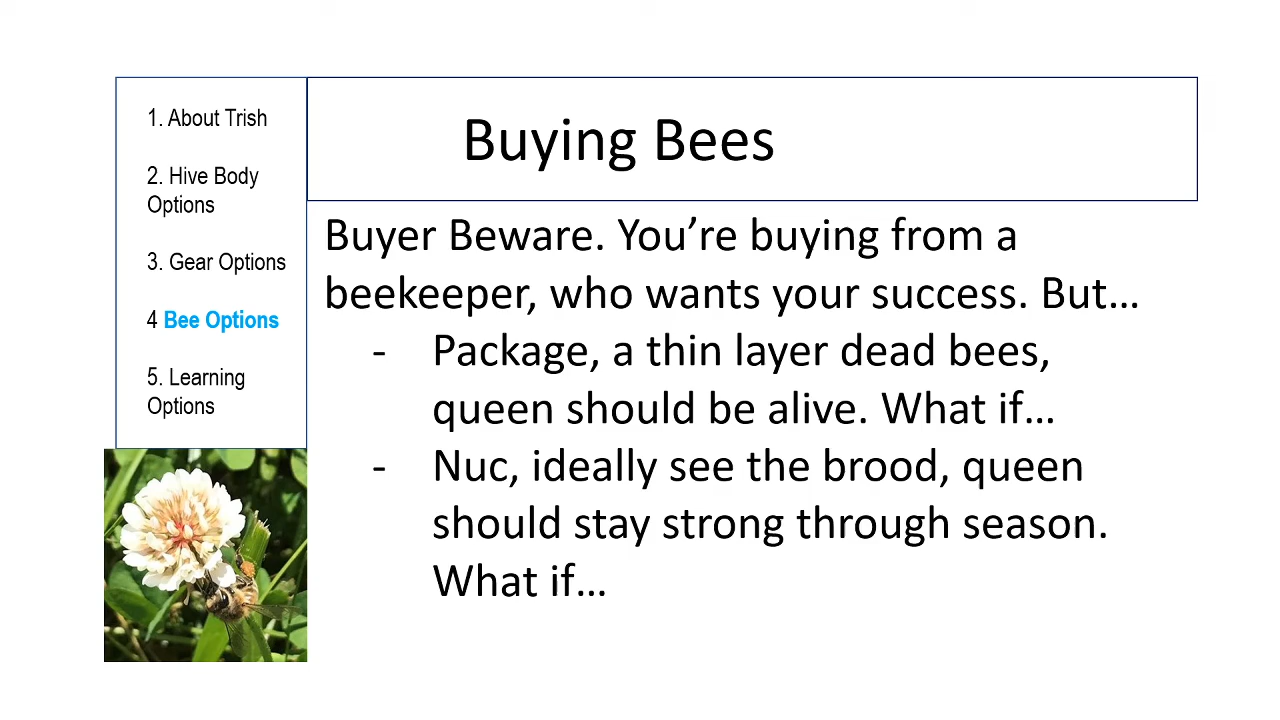 1. About Trish
2. Hive Body
Options
3. Gear Options
4 Bee Options
5. Learning
Options
Buying Bees
Buyer Beware. You’re buying from a
beekeeper, who wants your success. But…
- Package, a thin layer dead bees,
queen should be alive. What if…
- Nuc, ideally see the brood, queen
should stay strong through season.
What if…